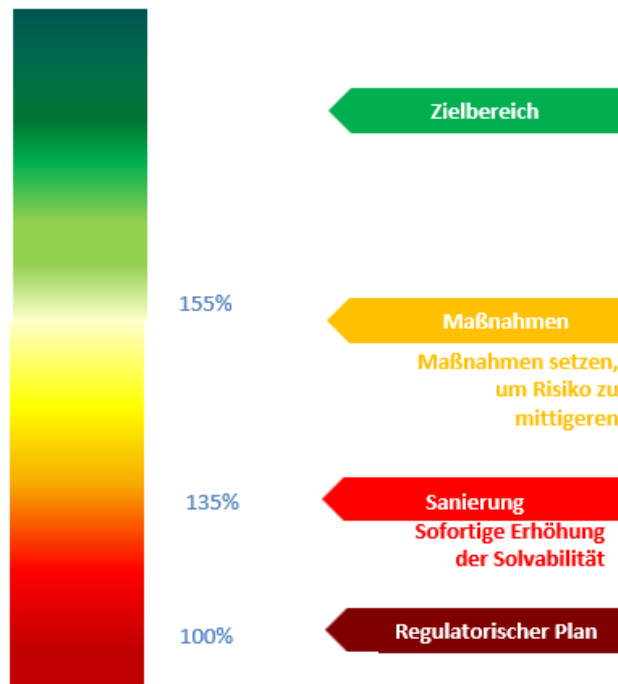 Zielbereich
155%
Maßnahmen
Maßnahmen setzen,
um Risiko zu
mittigeren
135%
Sanierung
Sofortige Erhöhung
der Solvabilität
100%
Regulatorischer Plan